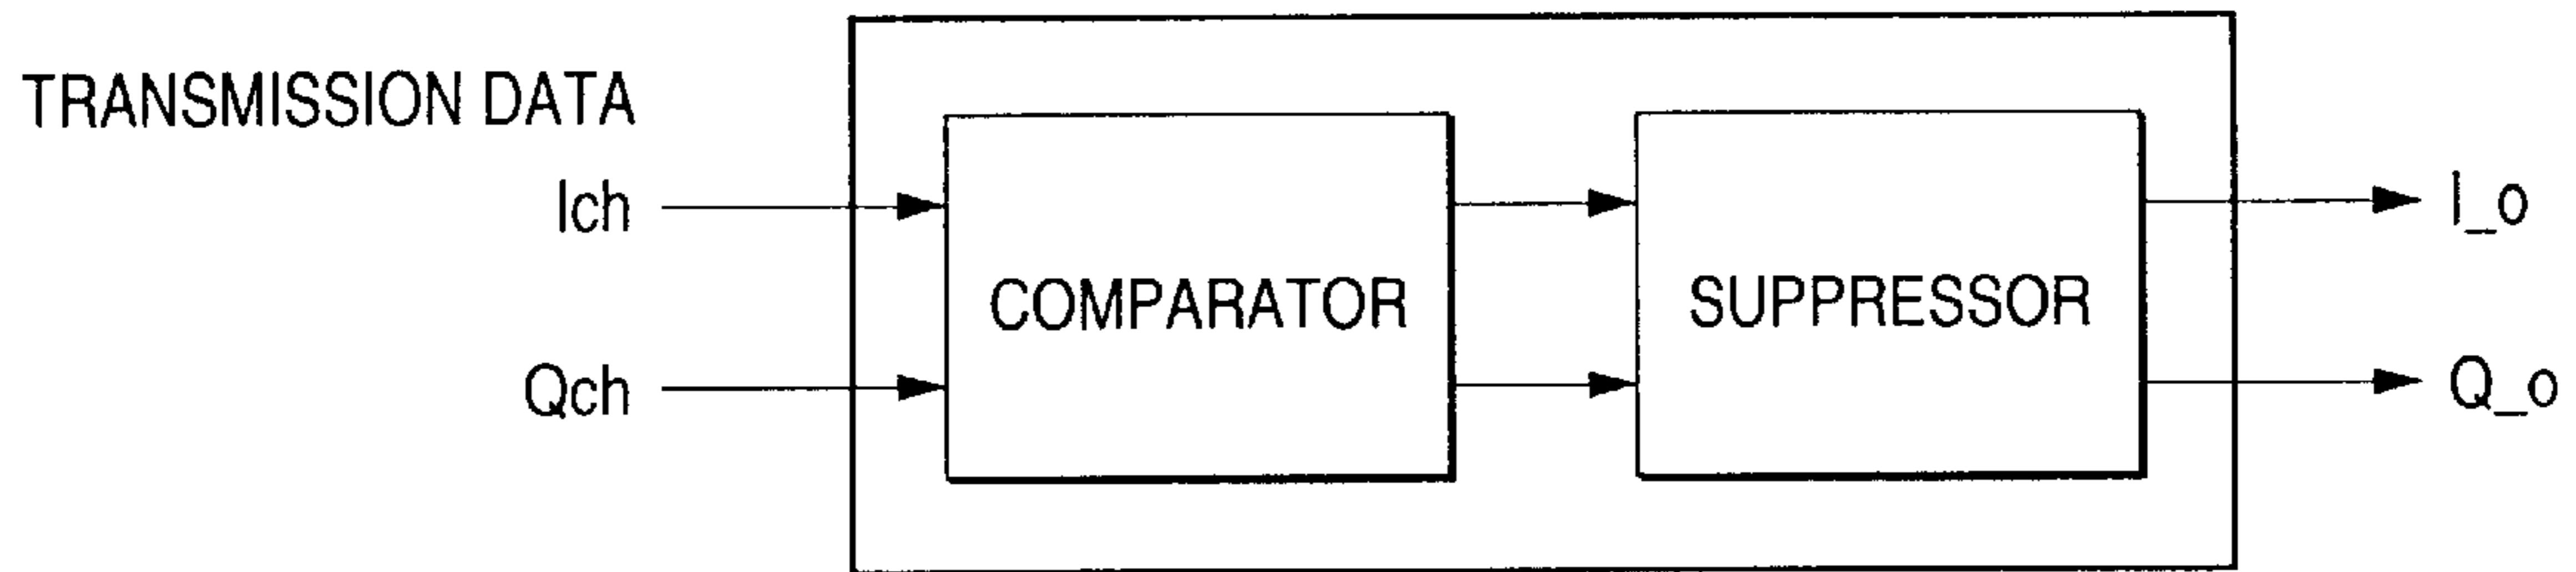 TRANSMISSION DATA
Ich
Qch
COMPARATOR
SUPPRESSOR
I_o
Q_o